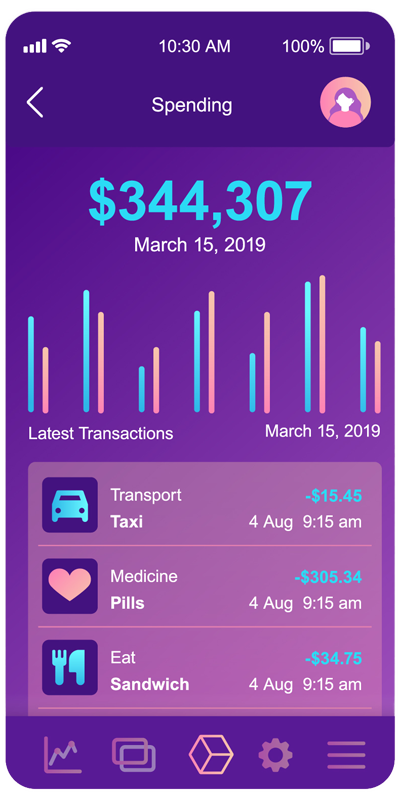 10:30 AM 100%
Spending
$344,307
March 15, 2019
Latest Transactions March 15, 2019
Transport -$15.45
Taxi 4 Aug 9:15 am
Medicine -$305.34
Pills 4 Aug 9:15 am
Eat -$34.75
Sandwich 4 Aug 9:15 am